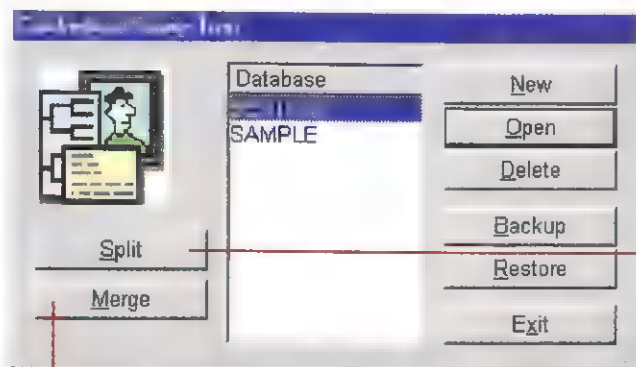 Database
SAMPLE
New
Open
Delete
Backup
Restore
Exit
Split
Merge